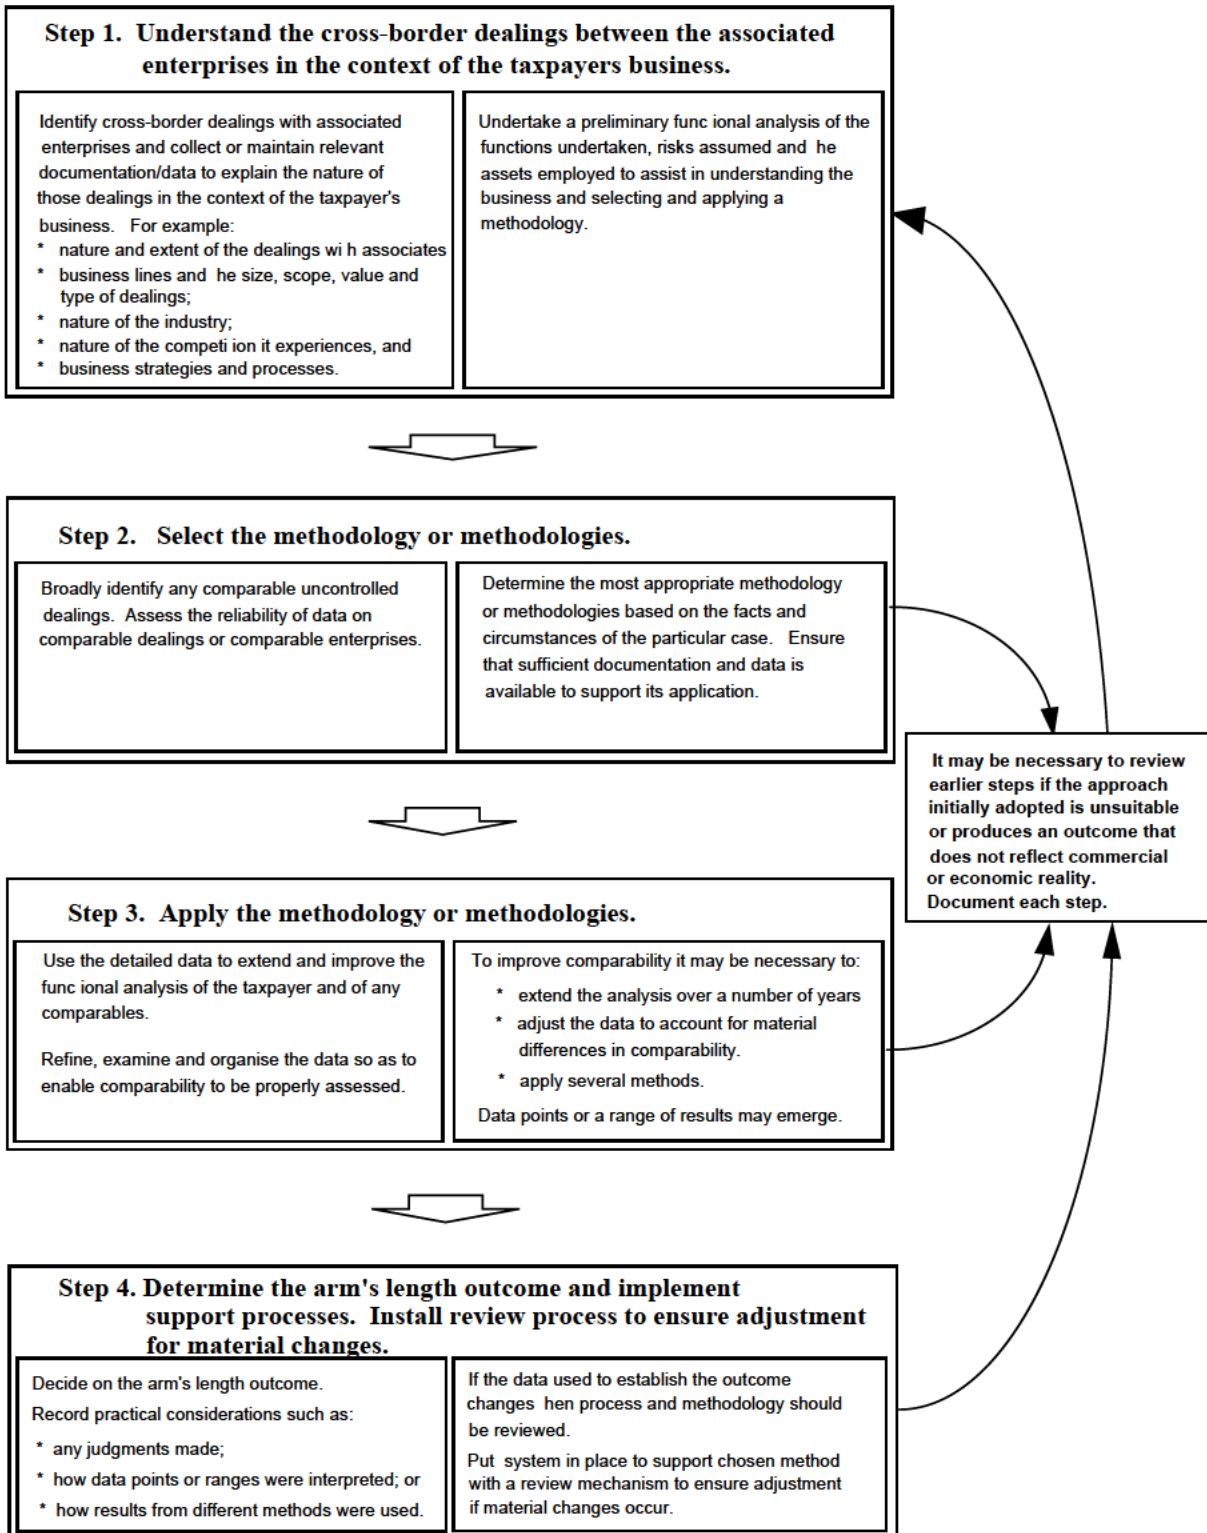 Step 1. Understand the cross-border dealings between the associated
enterprises in the context of the taxpayers business.
Identify cross-border dealings with associated
enterprises and collect or maintain relevant
documentation/data to explain the nature of
those dealings in the context of the taxpayer's
business. For example:
* nature and extent of the dealings wi h associates
* business lines and he size, scope, value and
type of dealings;
* nature of the industry;
* nature of the competi ion it experiences, and
* business strategies and processes.
Undertake a preliminary func ional analysis of the
functions undertaken, risks assumed and he
assets employed to assist in understanding the
business and selecting and applying a
methodology.
Step 2. Select the methodology or methodologies.
Broadly identify any comparable uncontrolled
dealings. Assess the reliability of data on
comparable dealings or comparable enterprises.
Determine the most appropriate methodology
or methodologies based on the facts and
circumstances of the particular case. Ensure
that sufficient documentation and data is
available to support its application.
It may be necessary to review
earlier steps if the approach
initially adopted is unsuitable
or produces an outcome that
does not reflect commercial
or economic reality.
Document each step.
Step 3. Apply the methodology or methodologies.
Use the detailed data to extend and improve the
func ional analysis of the taxpayer and of any
comparables.
Refine, examine and organise the data so as to
enable comparability to be properly assessed.
To improve comparability it may be necessary to:
* extend the analysis over a number of years
* adjust the data to account for material
differences in comparability.
* apply several methods.
Data points or a range of results may emerge.
Step 4. Determine the arm's length outcome and implement
support processes. Install review process to ensure adjustment
for material changes.
Decide on the arm's length outcome.
Record practical considerations such as:
* any judgments made;
* how data points or ranges were interpreted; or
* how results from different methods were used.
If the data used to establish the outcome
changes hen process and methodology should
be reviewed.
Put system in place to support chosen method
with a review mechanism to ensure adjustment
if material changes occur.